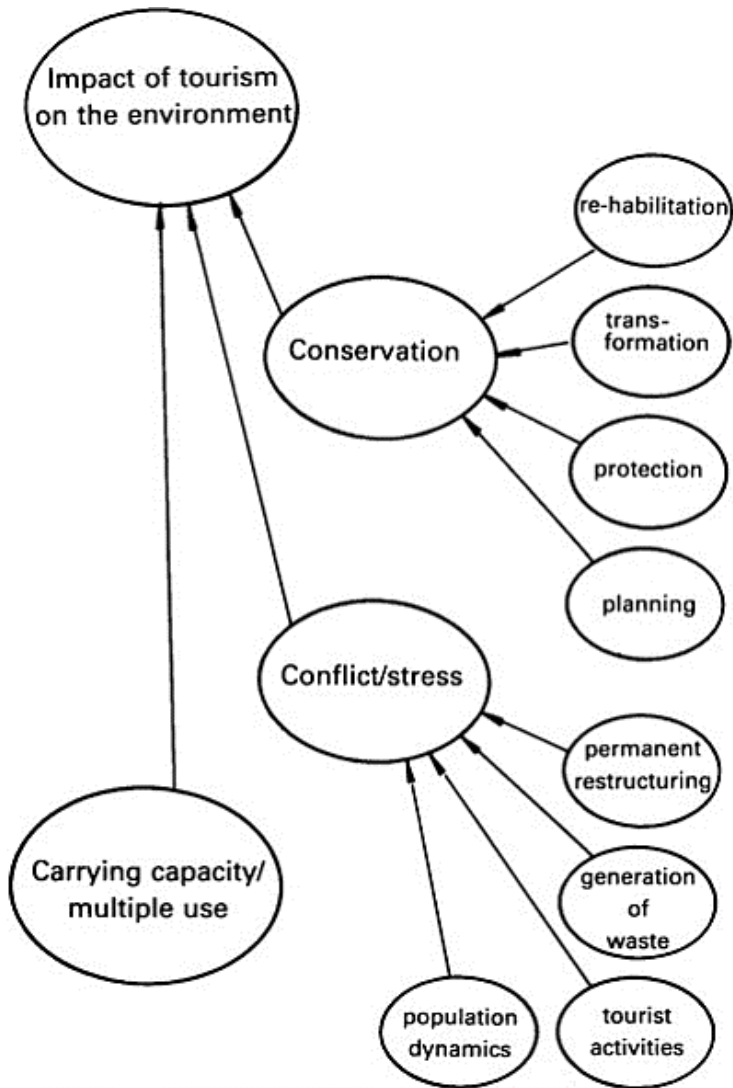 Impact of tourism
on the environment
re-habilitation
trans-
formation
Conservation
protection
planning
Conflict/stress
permanent
restructuring
Carrying capacity/
multiple use
generation
of
waste
population
dynamics
tourist
activities